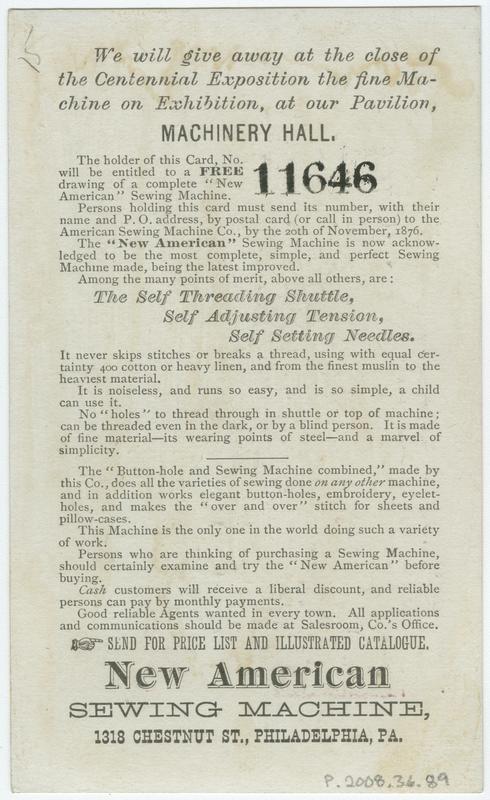 We will give away at the close of
the Centennial Exposition the fine Ma-
chine on Exhibition, at our Pavilion,
MACHINERY HALL.
The holder of this Card, No.
will be entitled to a FREE
drawing of a complete "New
American" Sewing Machine.
11646
Persons holding this card must send its number, with their
name and P. O. address, by postal card (or call in person) to the
American Sewing Machine Co., by the 20th of November, 1876.
The "New American" Sewing Machine is now acknow-
ledged to be the most complete, simple, and perfect Sewing
Machine made, being the latest improved.
Among the many points of merit, above all others, are:
The Self Threading Shuttle,
Self Adjusting Tension,
Self Setting Needles.
It never skips stitches or breaks a thread, using with equal cer-
tainty 400 cotton or heavy linen, and from the finest muslin to the
heaviest material.
It is noiseless, and runs so easy, and is so simple, a child
can use it.
No "holes" to thread through in shuttle or top of machine;
can be threaded even in the dark, or by a blind person. It is made
of fine material—its wearing points of steel—and a marvel of
simplicity.
The "Button-hole and Sewing Machine combined," made by
this Co., does all the varieties of sewing done on any other machine,
and in addition works elegant button-holes, embroidery, eyelet-
holes, and makes the "over and over" stitch for sheets and
pillow-cases.
This Machine is the only one in the world doing such a variety
of work.
Persons who are thinking of purchasing a Sewing Machine,
should certainly examine and try the "New American" before
buying.
Cash customers will receive a liberal discount, and reliable
persons can pay by monthly payments.
Good reliable Agents wanted in every town. All applications
and communications should be made at Salesroom, Co.'s Office.
SEND FOR PRICE LIST AND ILLUSTRATED CATALOGUE.
New American
SEWING MACHINE,
1318 CHESTNUT ST., PHILADELPHIA, PA.
P.2008.36.89